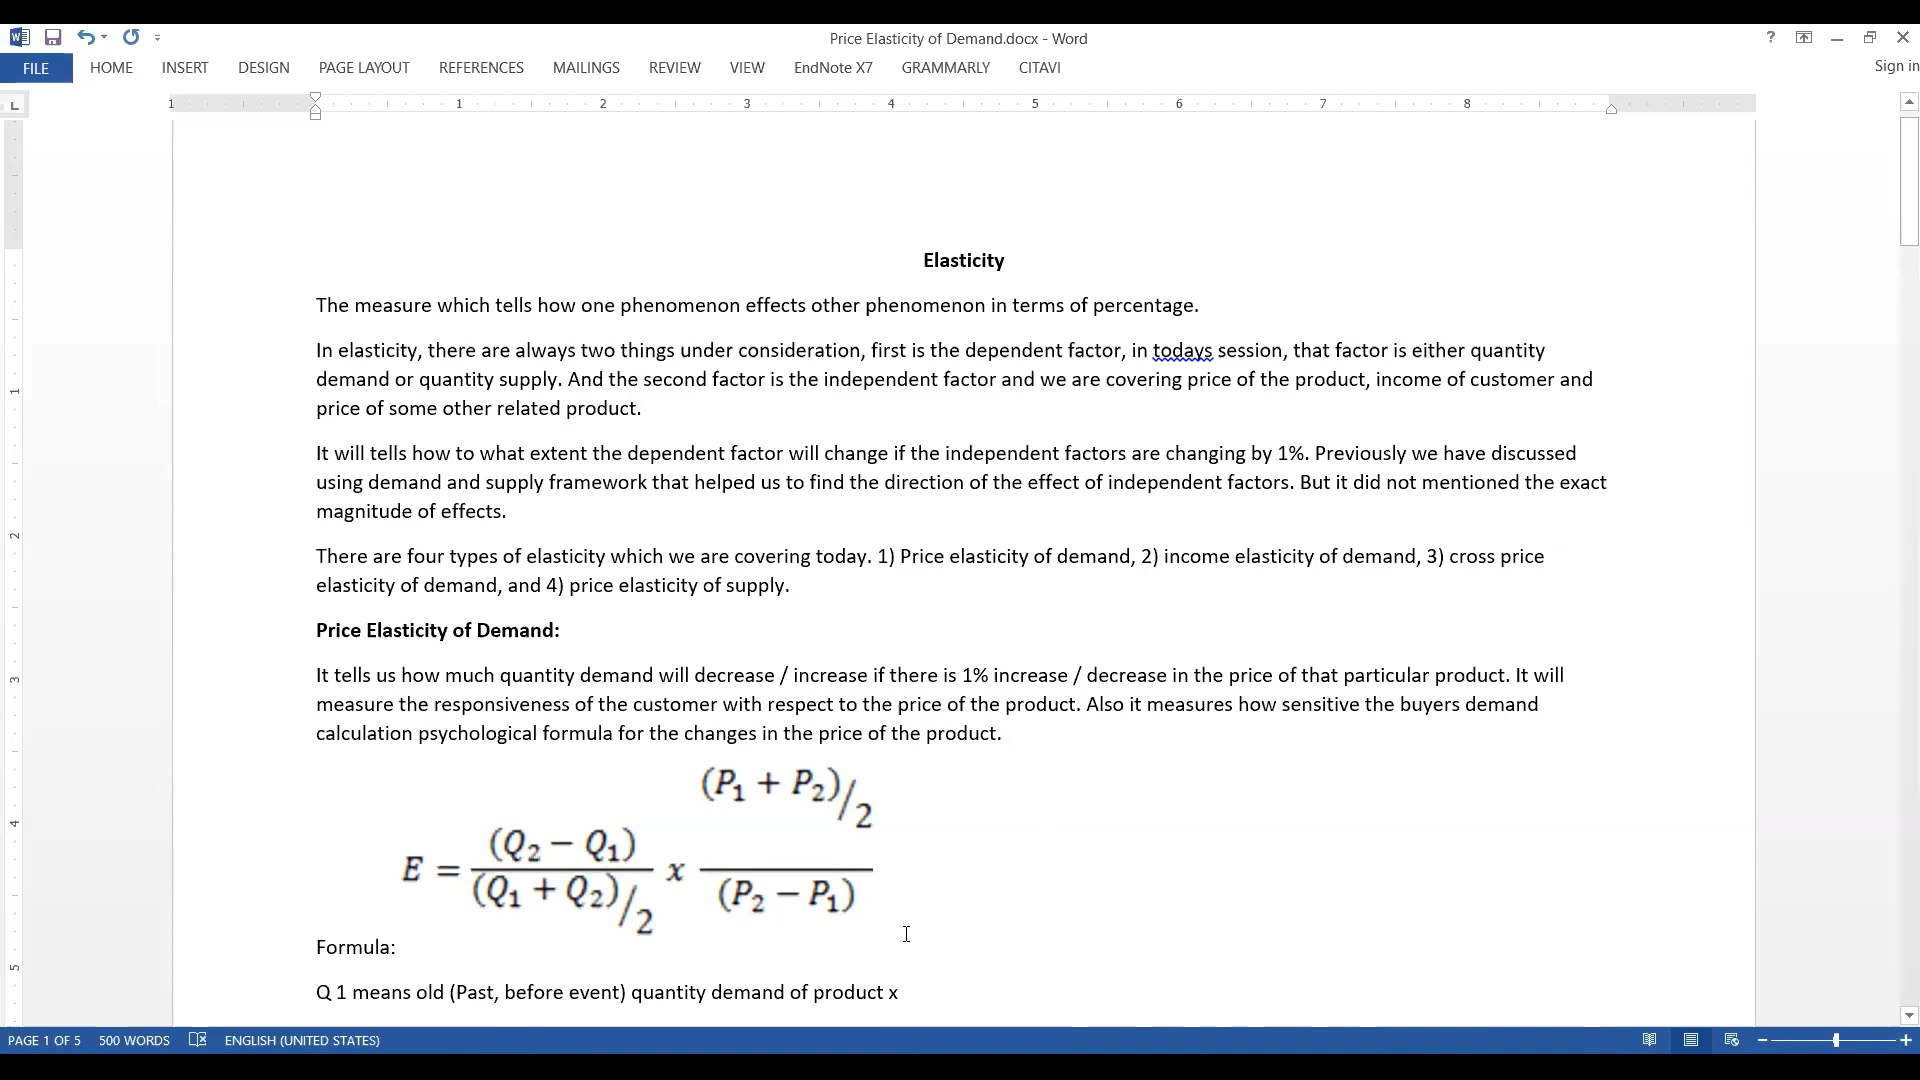 Price Elasticity of Demand.docx - Word
?
FILE HOME INSERT DESIGN PAGE LAYOUT REFERENCES MAILINGS REVIEW VIEW EndNote X7 GRAMMARLY CITAVI Sign in
1 1 2 3 4 5 6 7 8
Elasticity
The measure which tells how one phenomenon effects other phenomenon in terms of percentage.
In elasticity, there are always two things under consideration, first is the dependent factor, in todays session, that factor is either quantity
demand or quantity supply. And the second factor is the independent factor and we are covering price of the product, income of customer and
price of some other related product.
It will tells how to what extent the dependent factor will change if the independent factors are changing by 1%. Previously we have discussed
using demand and supply framework that helped us to find the direction of the effect of independent factors. But it did not mentioned the exact
magnitude of effects.
There are four types of elasticity which we are covering today. 1) Price elasticity of demand, 2) income elasticity of demand, 3) cross price
elasticity of demand, and 4) price elasticity of supply.
Price Elasticity of Demand:
It tells us how much quantity demand will decrease / increase if there is 1% increase / decrease in the price of that particular product. It will
measure the responsiveness of the customer with respect to the price of the product. Also it measures how sensitive the buyers demand
calculation psychological formula for the changes in the price of the product.
(P₁ + P₂)/2
(Q₂ − Q₁)
E = x
(Q₁ + Q₂)/2 (P₂ − P₁)
Formula:
Q 1 means old (Past, before event) quantity demand of product x
1
2
3
4
5
PAGE 1 OF 5 500 WORDS ENGLISH (UNITED STATES)